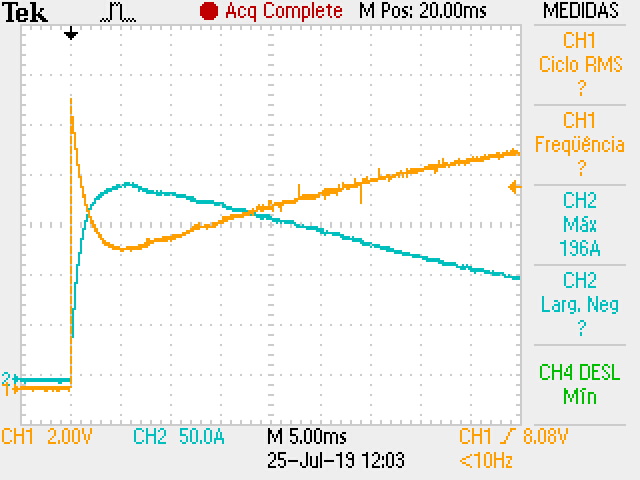 Tek Acq Complete M Pos: 20.00ms MEDIDAS
CH1
Ciclo RMS
?
CH1
Freqüência
?
CH2
Máx
196A
CH2
Larg. Neg
?
CH4 DESL
Mín
2
1
CH1 2.00V CH2 50.0A M 5.00ms CH1 8.08V
25-Jul-19 12:03 <10Hz